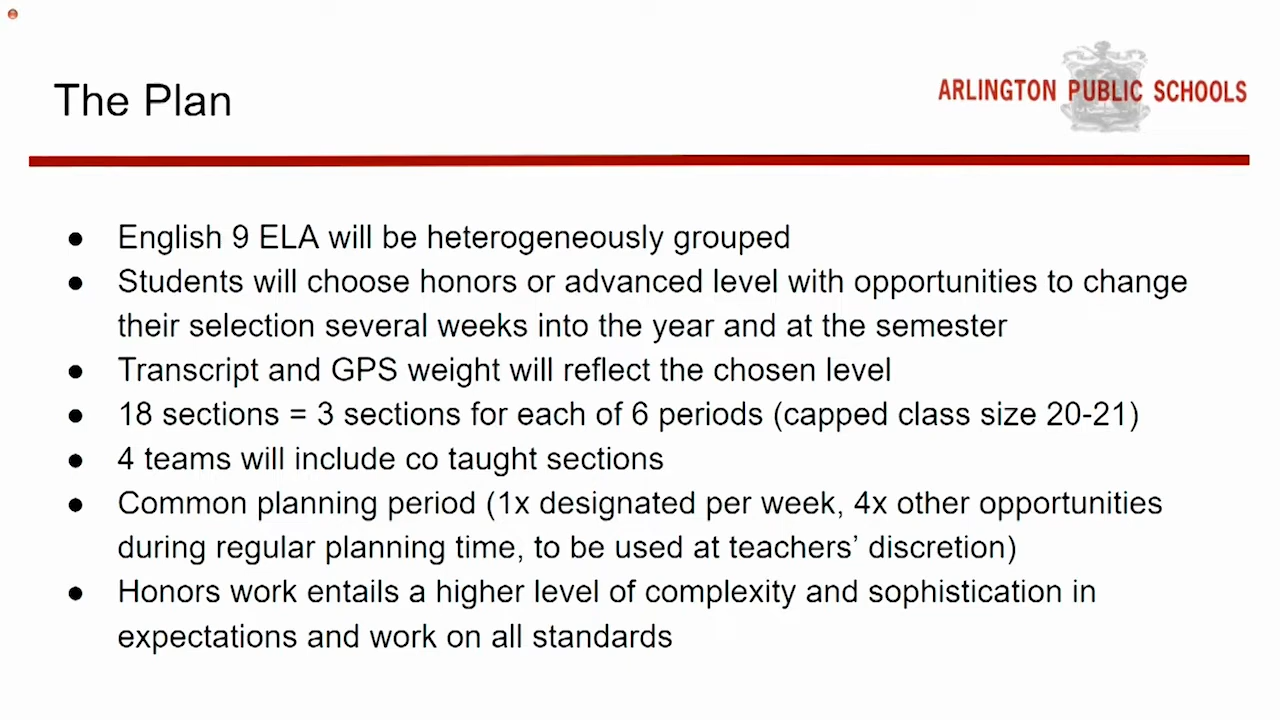 The Plan
ARLINGTON PUBLIC SCHOOLS
● English 9 ELA will be heterogeneously grouped
● Students will choose honors or advanced level with opportunities to change
their selection several weeks into the year and at the semester
● Transcript and GPS weight will reflect the chosen level
● 18 sections = 3 sections for each of 6 periods (capped class size 20-21)
● 4 teams will include co taught sections
● Common planning period (1x designated per week, 4x other opportunities
during regular planning time, to be used at teachers’ discretion)
● Honors work entails a higher level of complexity and sophistication in
expectations and work on all standards